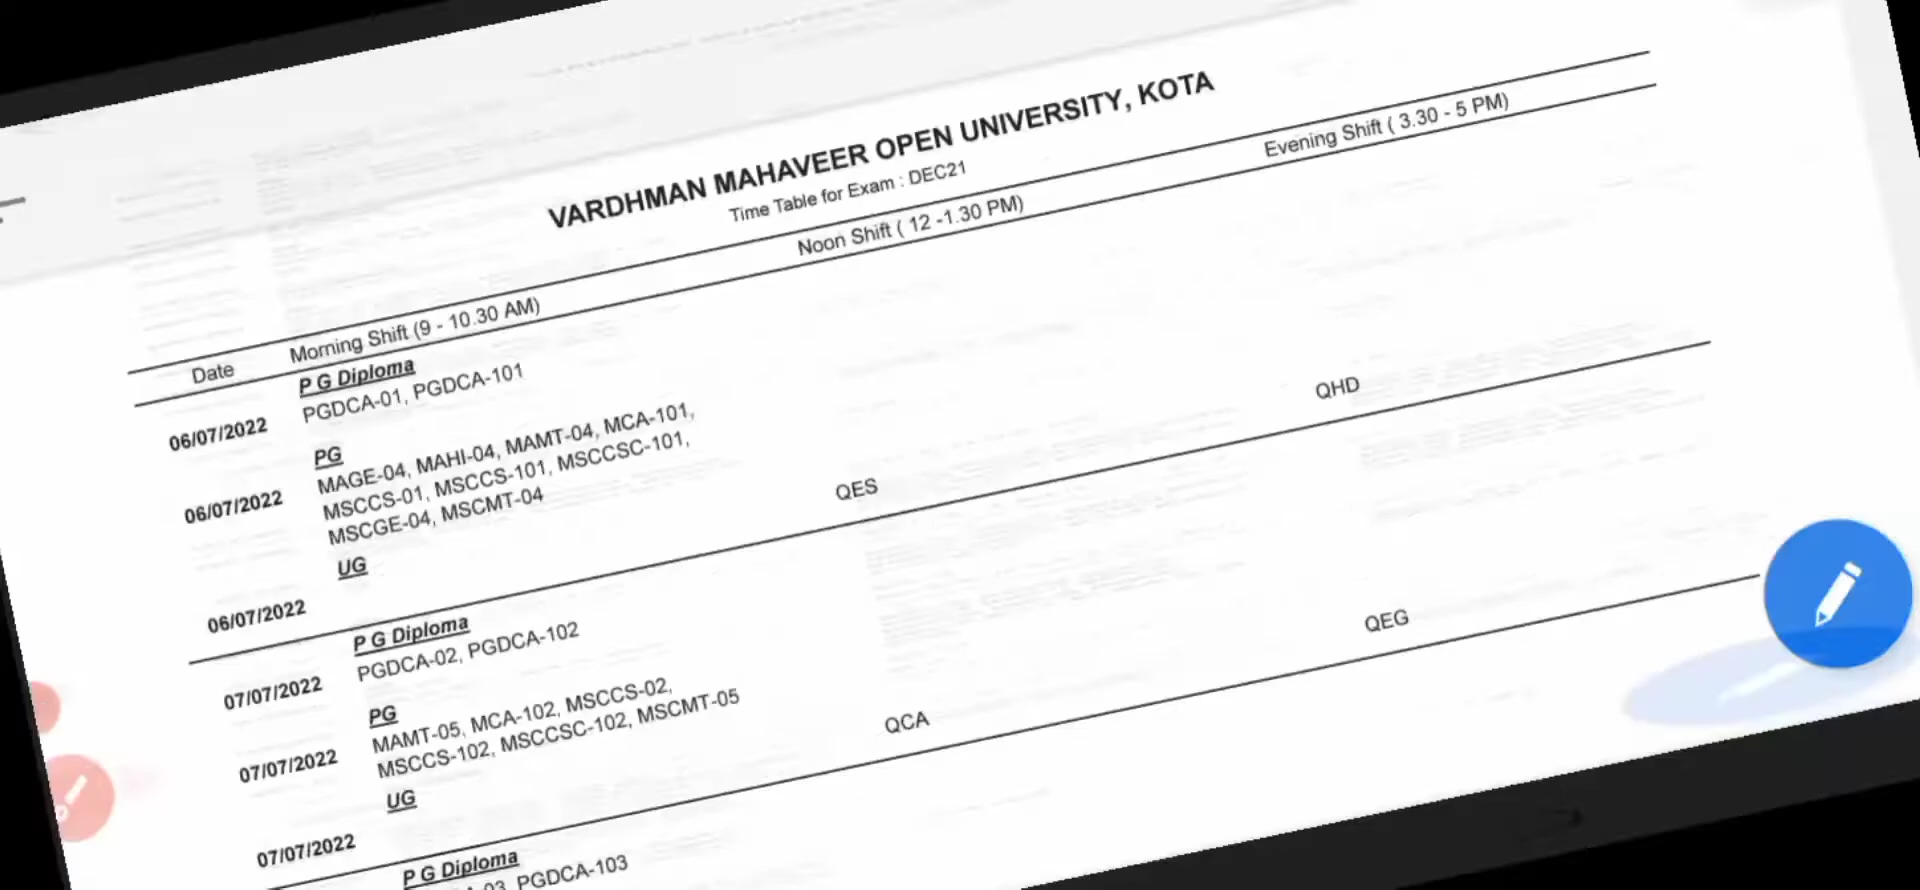 VARDHMAN MAHAVEER OPEN UNIVERSITY, KOTA
Time Table for Exam : DEC21
Date Morning Shift (9 - 10.30 AM) Noon Shift ( 12 -1.30 PM) Evening Shift ( 3.30 - 5 PM)
P G Diploma
06/07/2022 PGDCA-01, PGDCA-101
PG
06/07/2022 MAGE-04, MAHI-04, MAMT-04, MCA-101,
MSCCS-01, MSCCS-101, MSCCSC-101,
MSCGE-04, MSCMT-04
UG
06/07/2022 QES QHD
P G Diploma
07/07/2022 PGDCA-02, PGDCA-102
PG
07/07/2022 MAMT-05, MCA-102, MSCCS-02,
MSCCS-102, MSCCSC-102, MSCMT-05
UG
07/07/2022 QCA QEG
P G Diploma
PGDCA-103